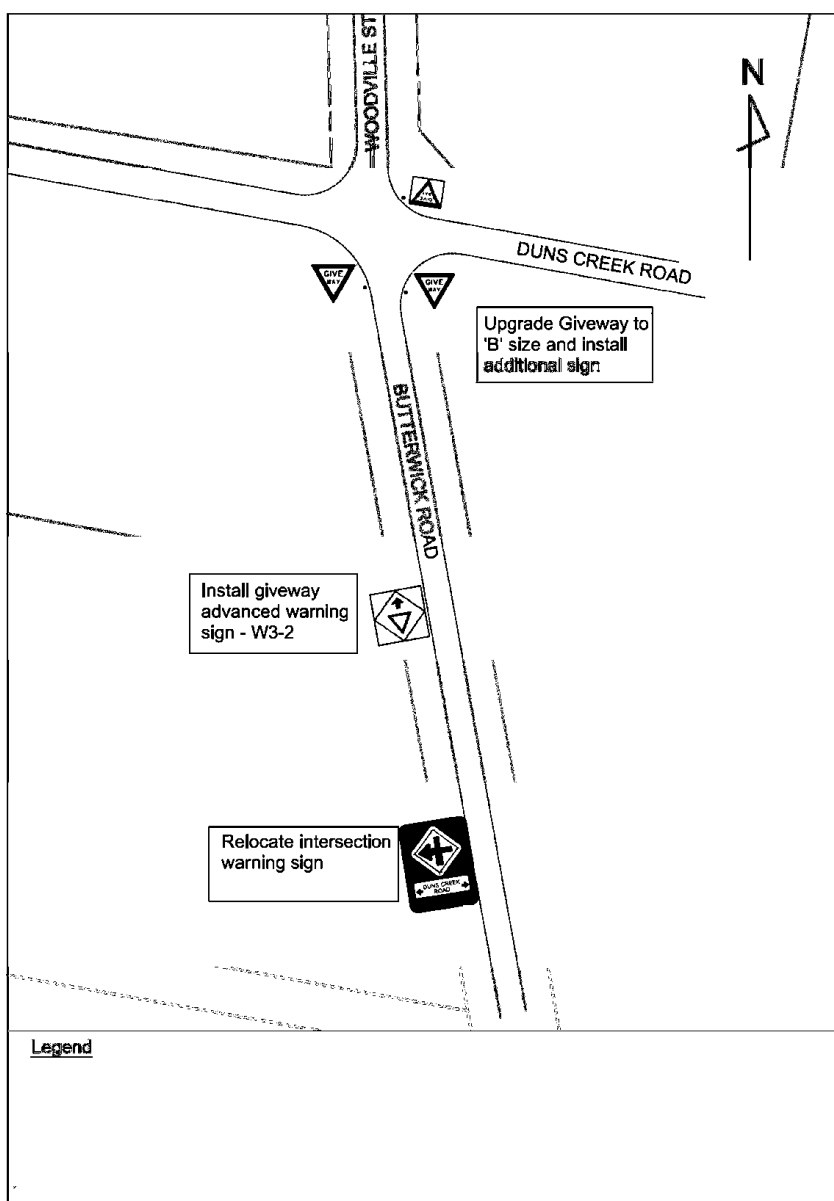 WOODVILLE ST
N
DUNS CREEK ROAD
GIVE
WAY
GIVE
WAY
Upgrade Giveway to
'B' size and install
additional sign
BUTTERWICK ROAD
Install giveway
advanced warning
sign - W3-2
Relocate intersection
warning sign
DUNS CREEK
ROAD
Legend